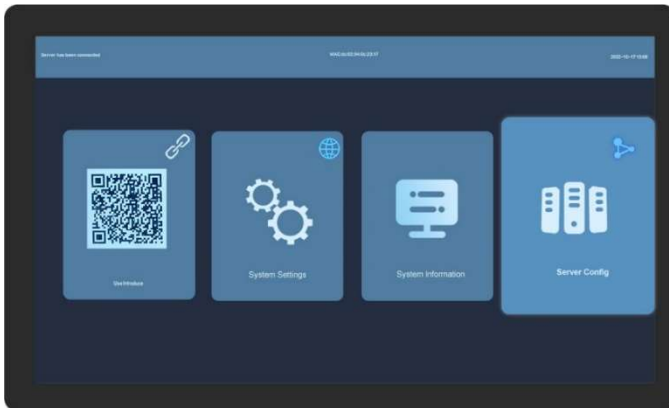 Server has been connected
System Settings
System Information
Server Config